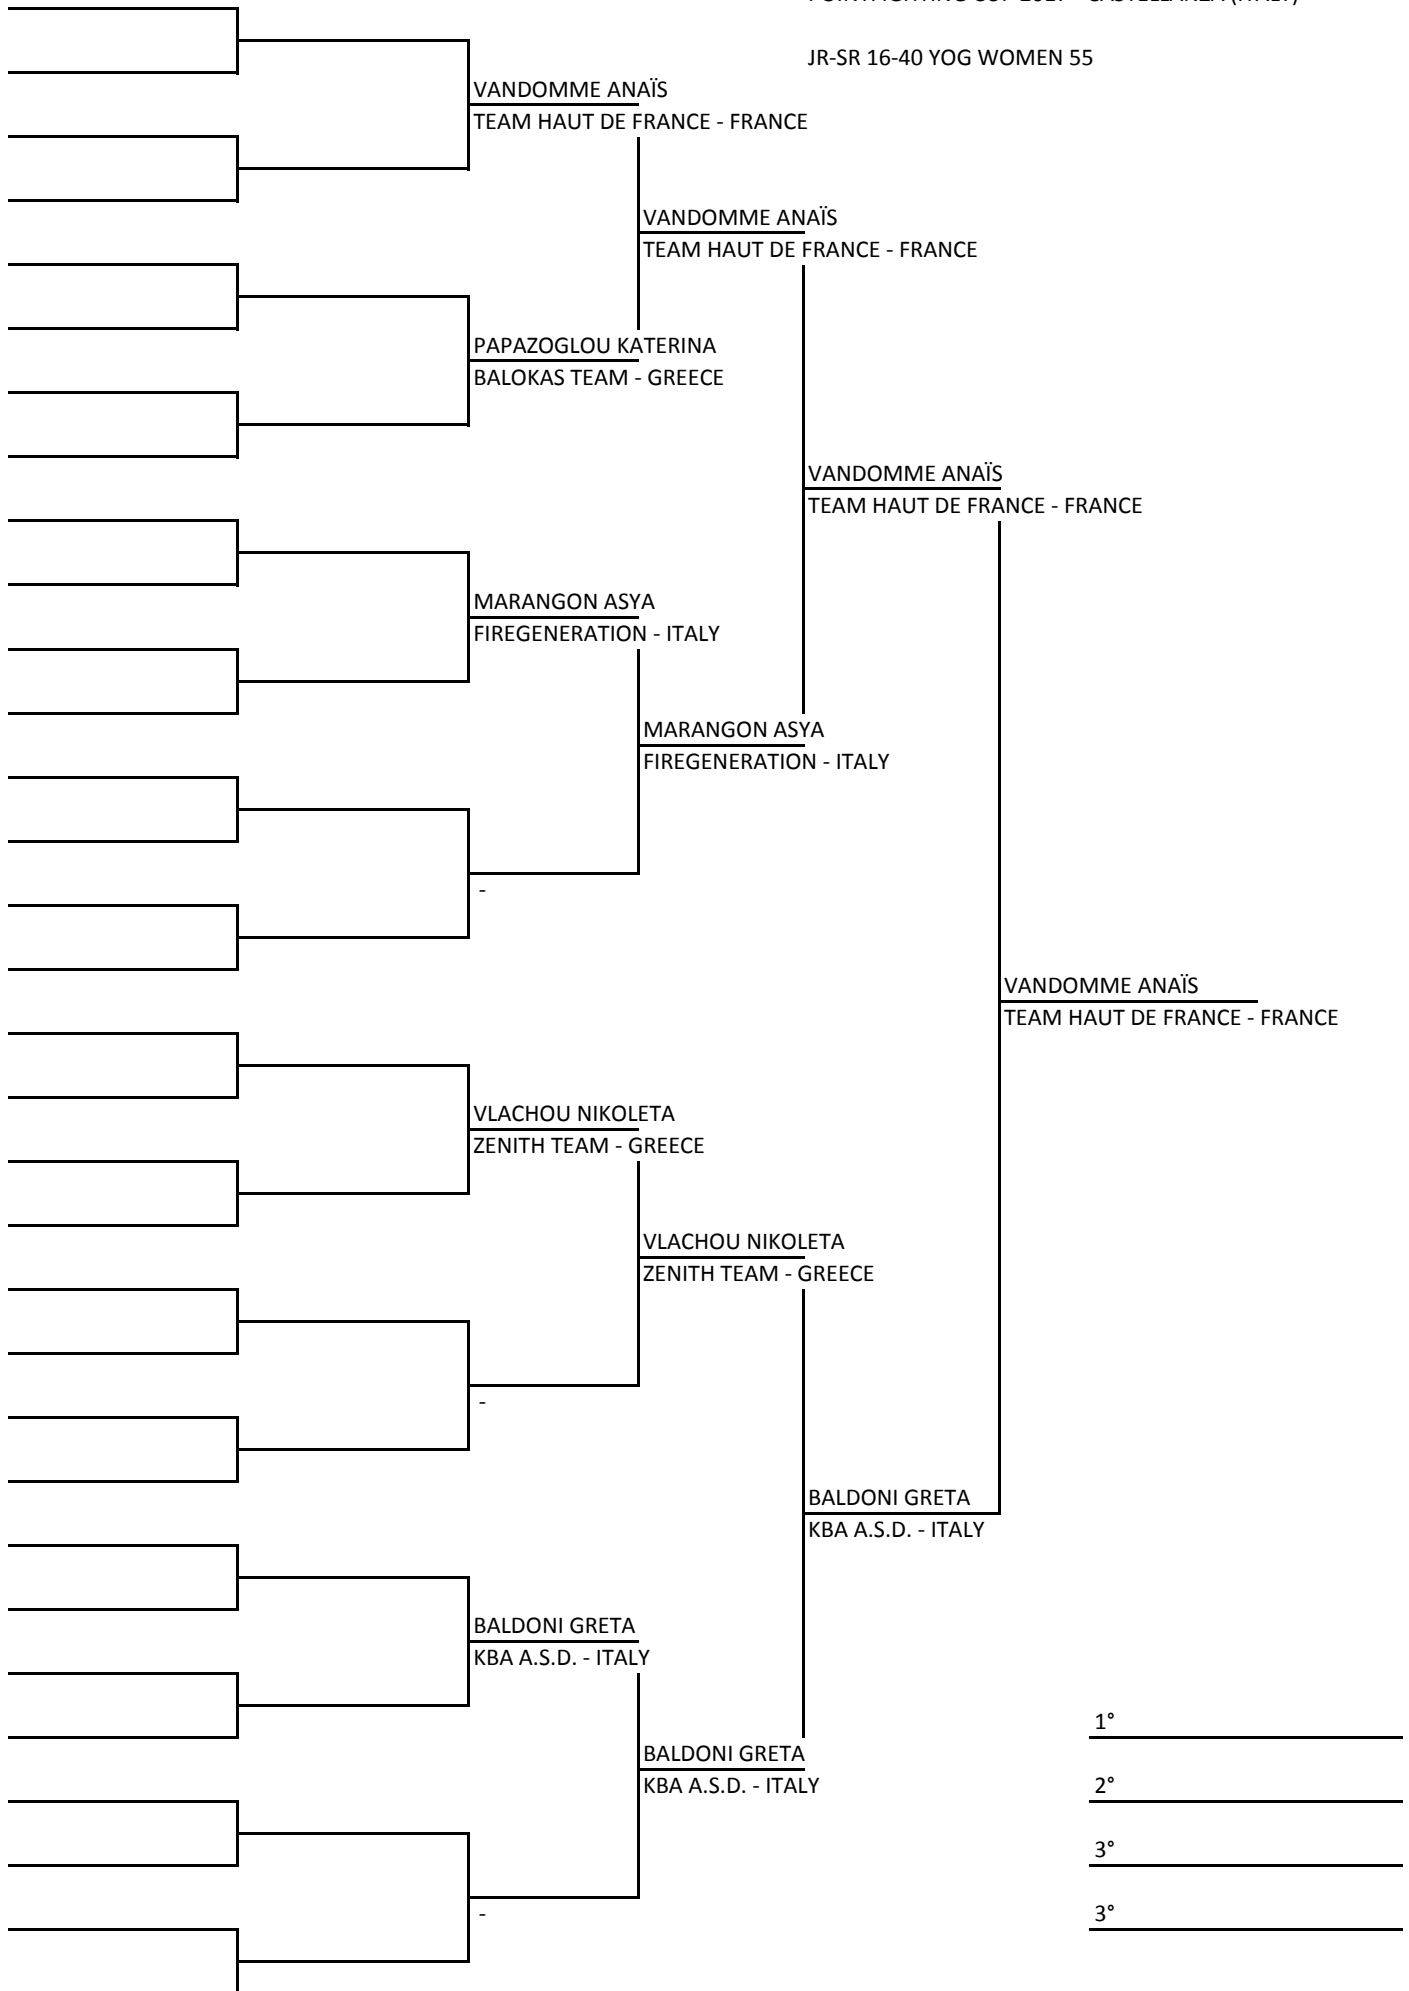 JR-SR 16-40 YOG WOMEN 55
VANDOMME ANAÏS
TEAM HAUT DE FRANCE - FRANCE
VANDOMME ANAÏS
TEAM HAUT DE FRANCE - FRANCE
PAPAZOGLOU KATERINA
BALOKAS TEAM - GREECE
VANDOMME ANAÏS
TEAM HAUT DE FRANCE - FRANCE
MARANGON ASYA
FIREGENERATION - ITALY
MARANGON ASYA
FIREGENERATION - ITALY
-
VANDOMME ANAÏS
TEAM HAUT DE FRANCE - FRANCE
VLACHOU NIKOLETA
ZENITH TEAM - GREECE
VLACHOU NIKOLETA
ZENITH TEAM - GREECE
-
BALDONI GRETA
KBA A.S.D. - ITALY
BALDONI GRETA
KBA A.S.D. - ITALY
1°
BALDONI GRETA
KBA A.S.D. - ITALY
2°
3°
-
3°